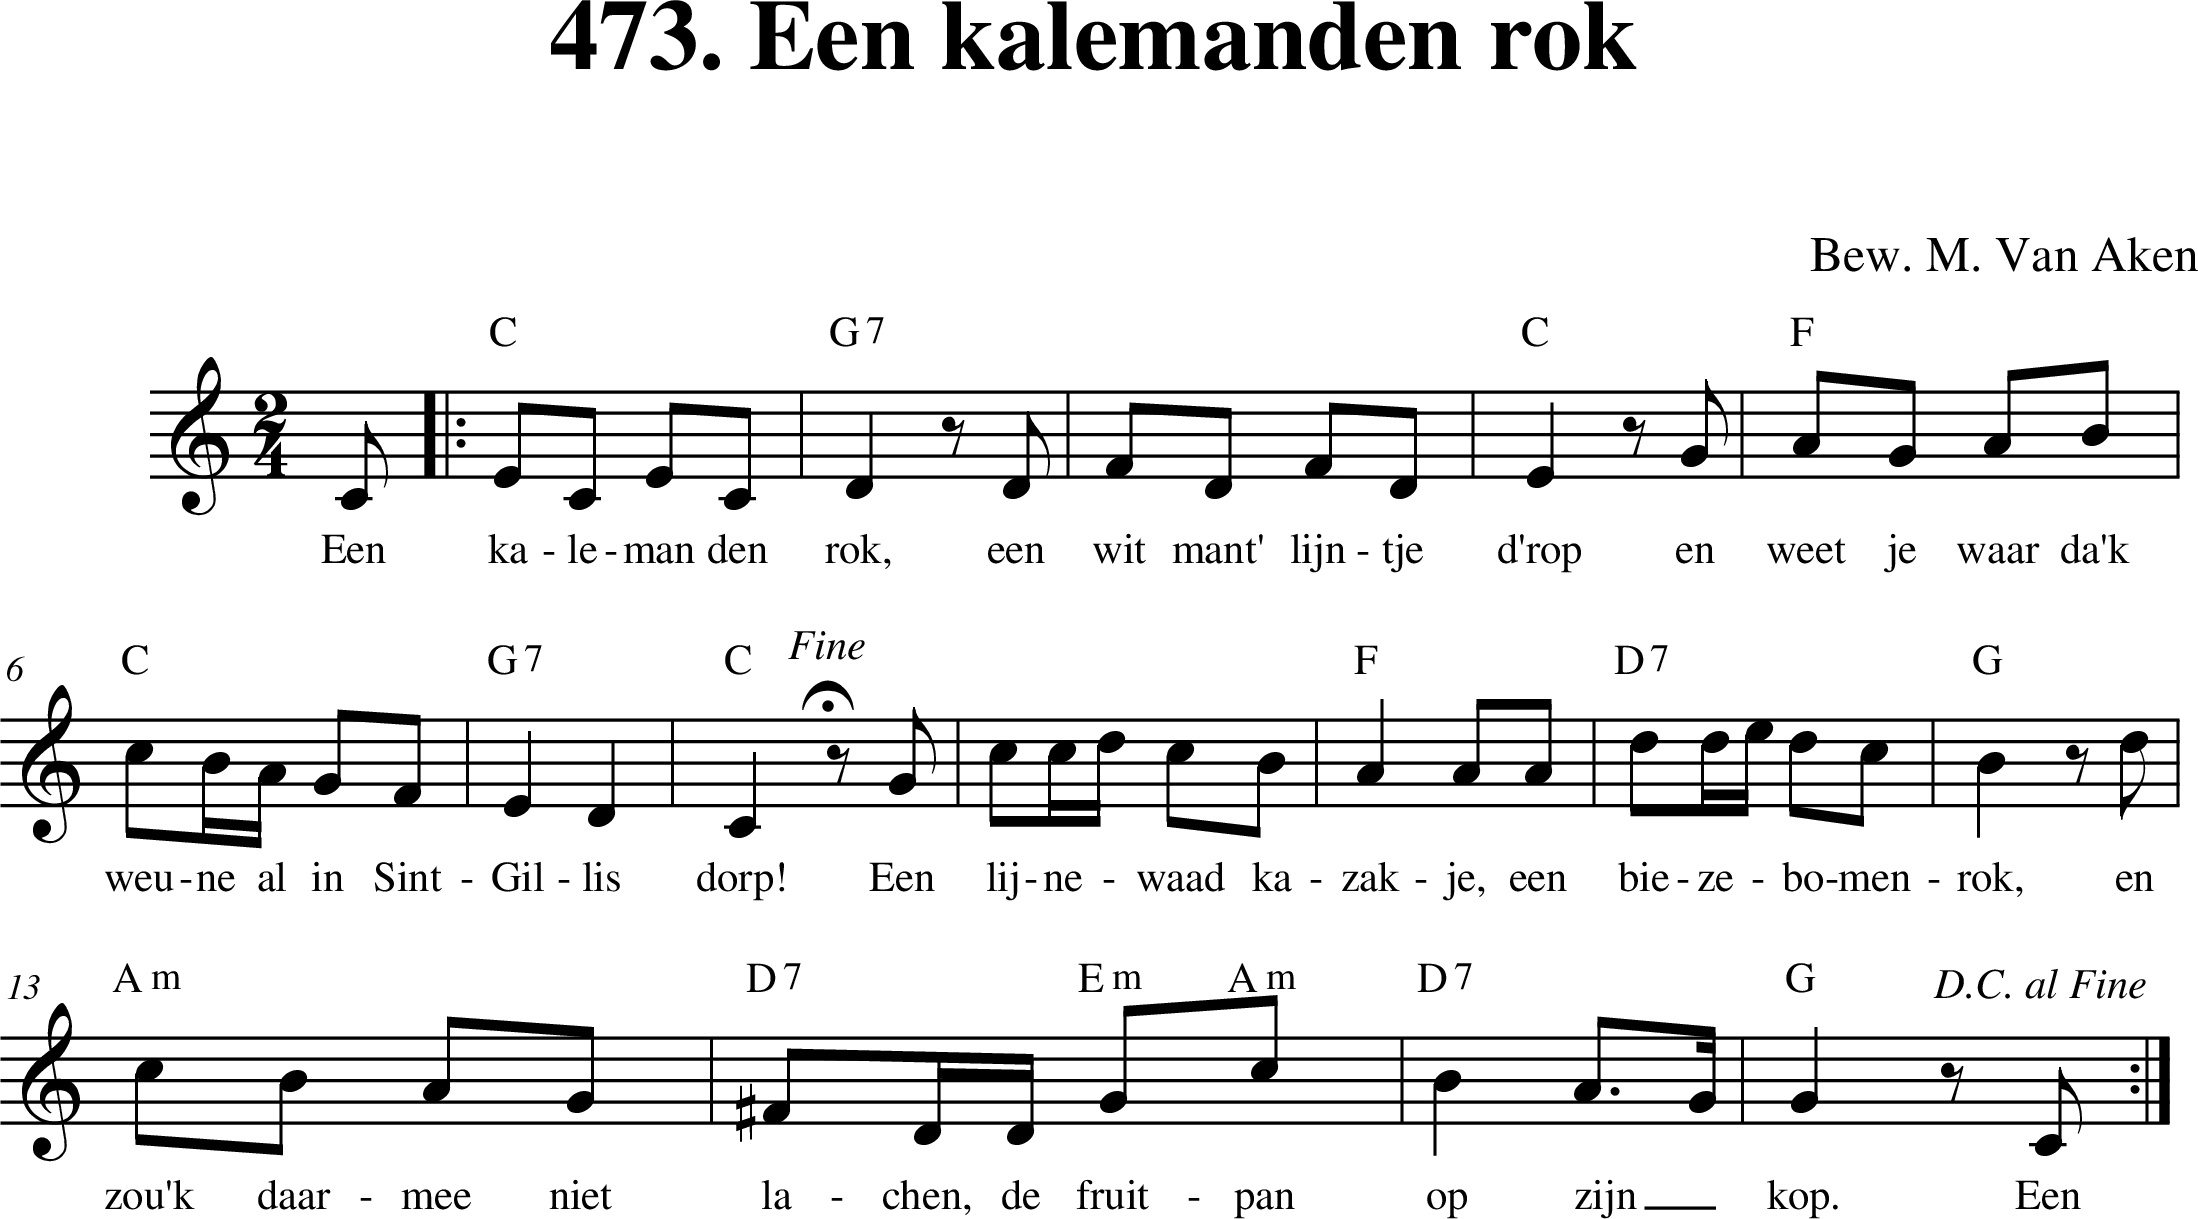 473. Een kalemanden rok
Bew. M. Van Aken
C G7 C F
2
4
Een ka - le - man den rok, een wit mant' lijn - tje d'rop en weet je waar da'k
Fine
6 C G7 C F D7 G
weu - ne al in Sint - Gil - lis dorp! Een lij - ne - waad ka - zak - je, een bie - ze - bo - men - rok, en
13 Am D7 Em Am D7 G D.C. al Fine
zou'k daar - mee niet la - chen, de fruit - pan op zijn kop. Een